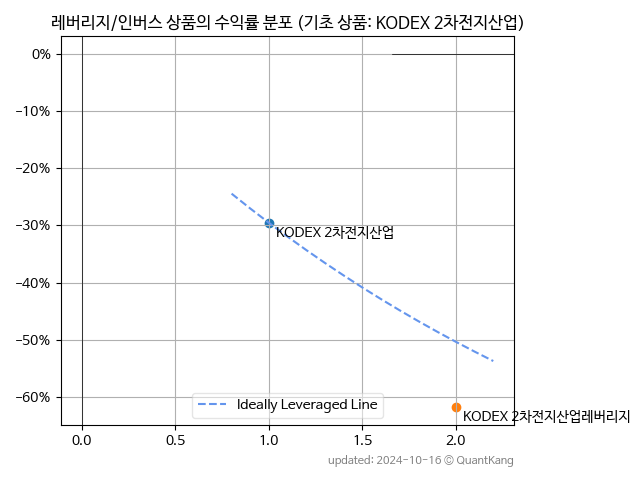 레버리지/인버스 상품의 수익률 분포 (기초 상품: KODEX 2차전지산업)
0%
−10%
−20%
−30%
−40%
−50%
−60%
KODEX 2차전지산업
Ideally Leveraged Line
KODEX 2차전지산업레버리지
0.0 0.5 1.0 1.5 2.0
updated: 2024-10-16 © QuantKang